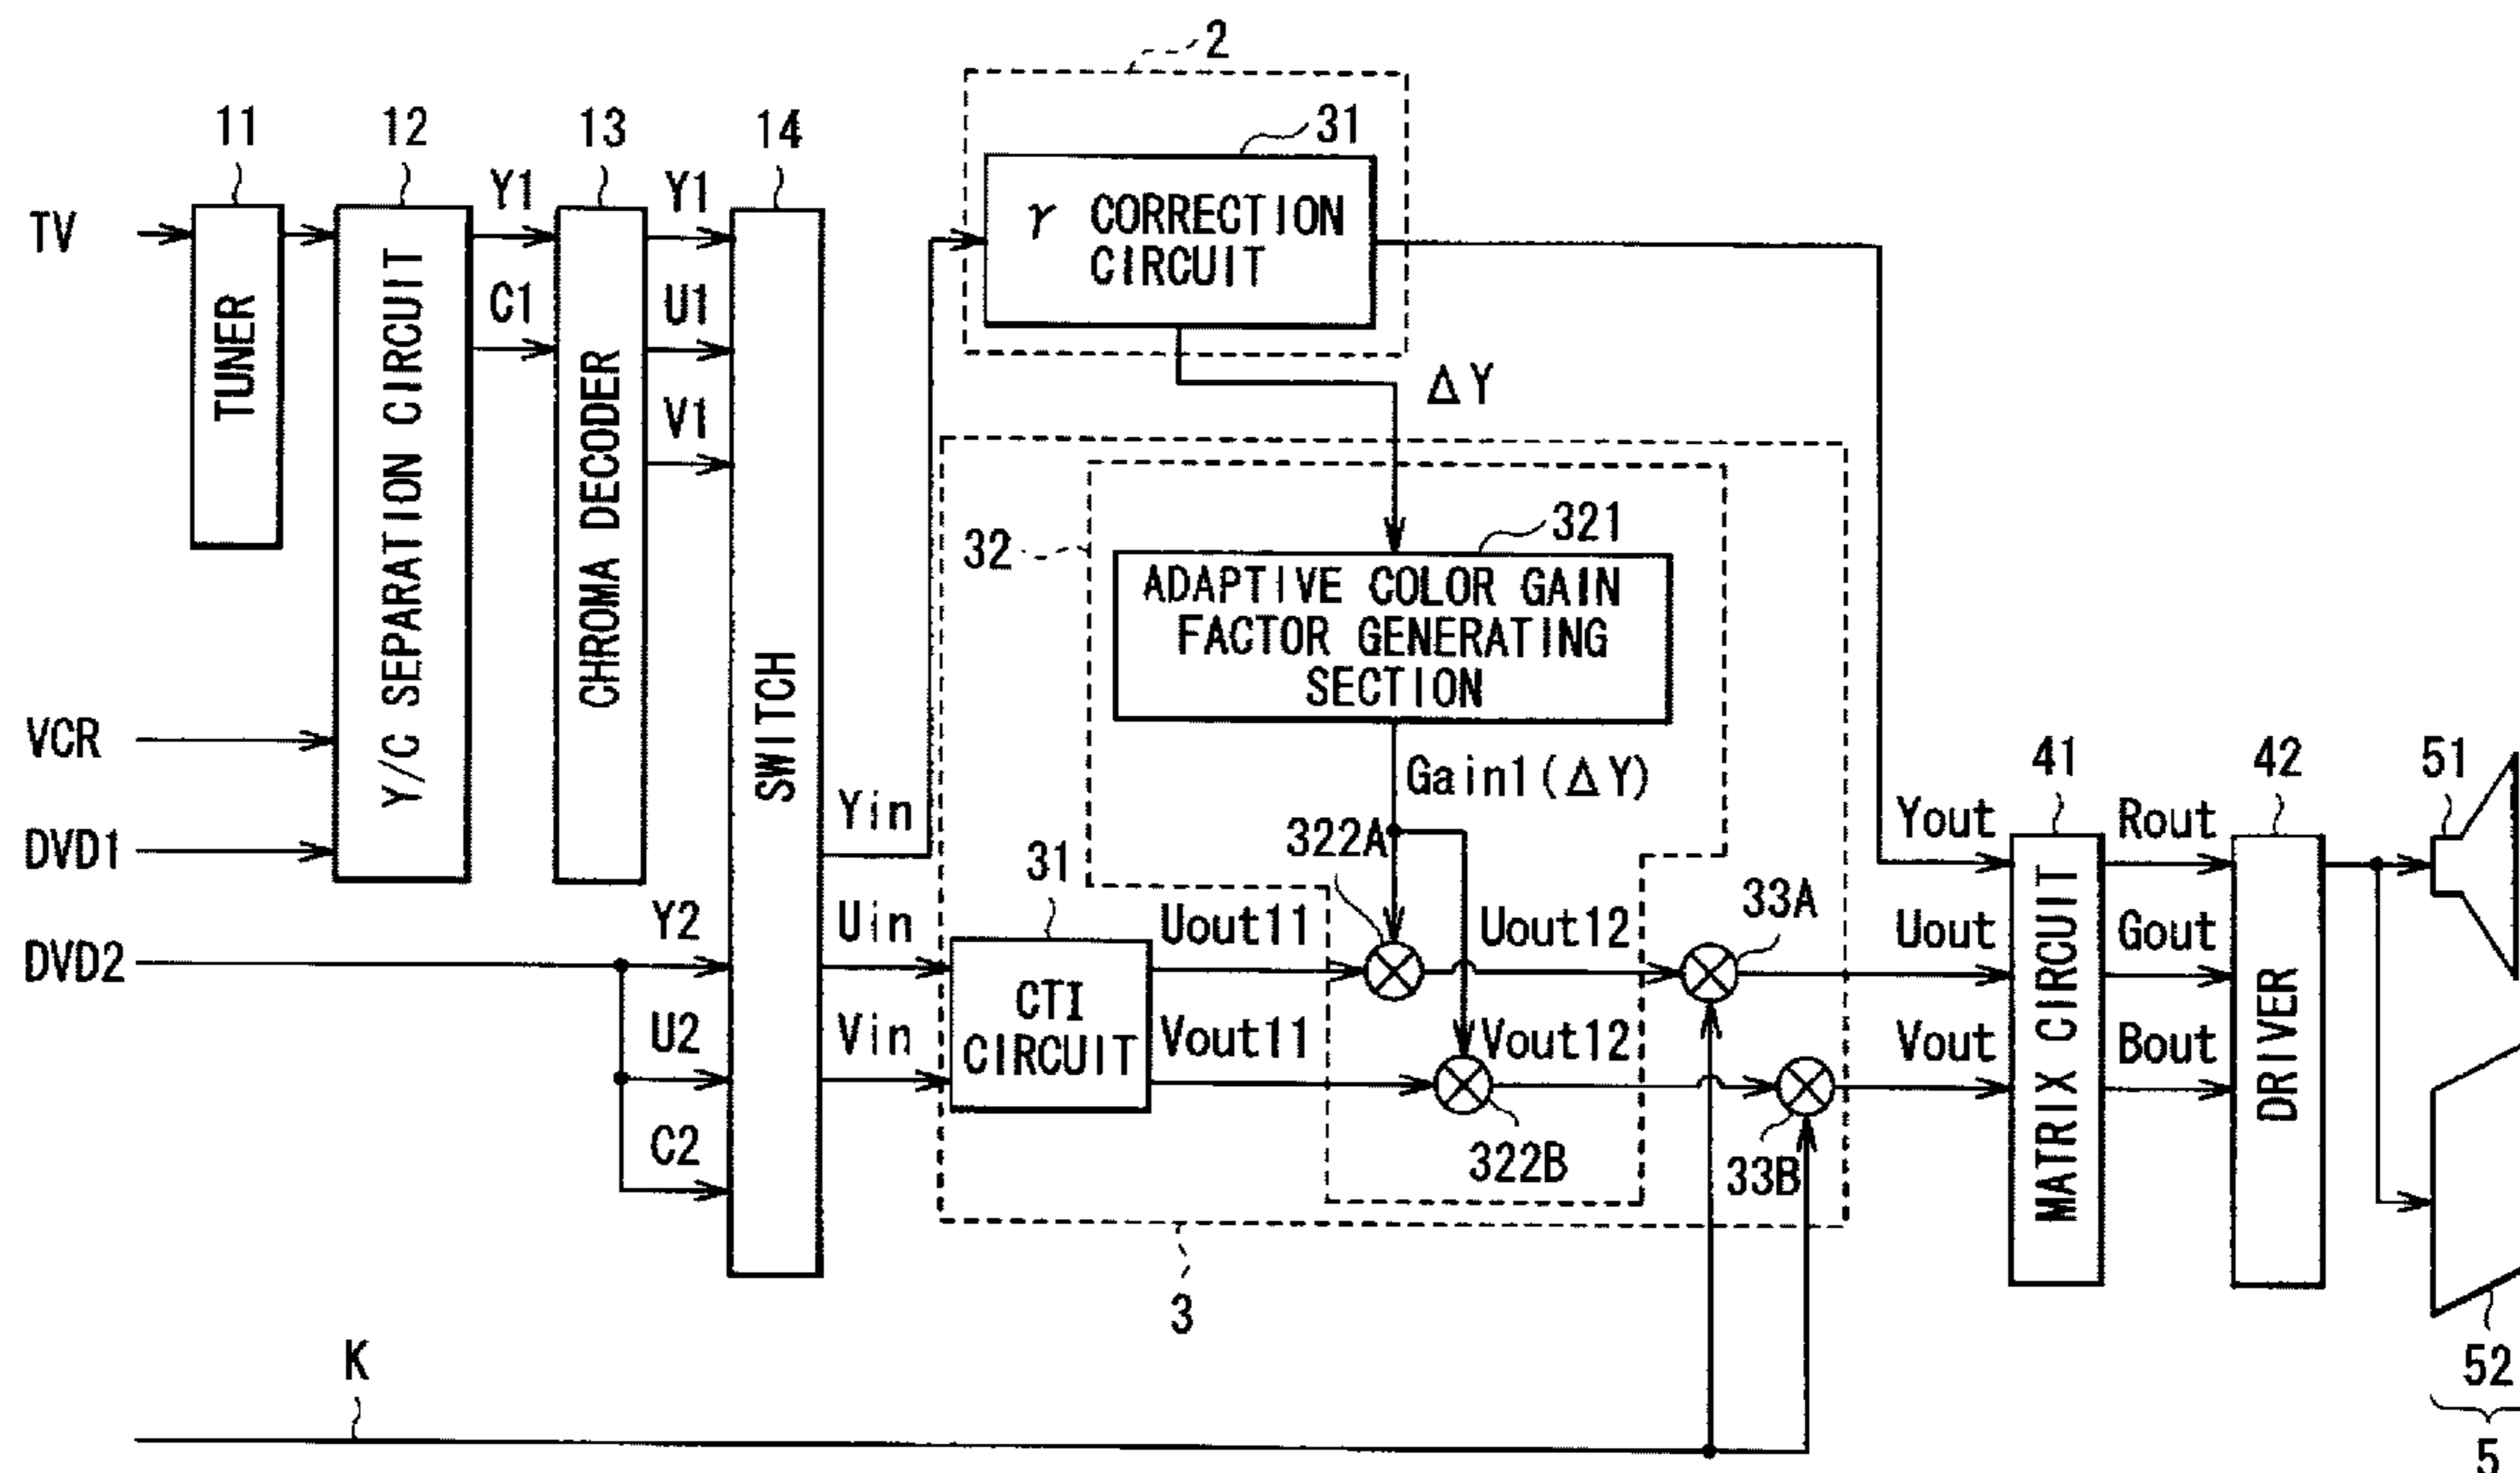 2
11
12
13
14
31
TV
Y1
C1
Y1
U1
V1
TUNER
Y/C SEPARATION CIRCUIT
CHROMA DECODER
SWITCH
γ CORRECTION
CIRCUIT
ΔY
32
321
ADAPTIVE COLOR GAIN
FACTOR GENERATING
SECTION
Gain1(ΔY)
VCR
DVD1
DVD2
Y2
U2
C2
Yin
Uin
Vin
31
CTI
CIRCUIT
Uout11
Vout11
322A
322B
Uout12
Vout12
33A
33B
3
Yout
Uout
Vout
41
MATRIX CIRCUIT
Rout
Gout
Bout
42
DRIVER
51
52
5
K